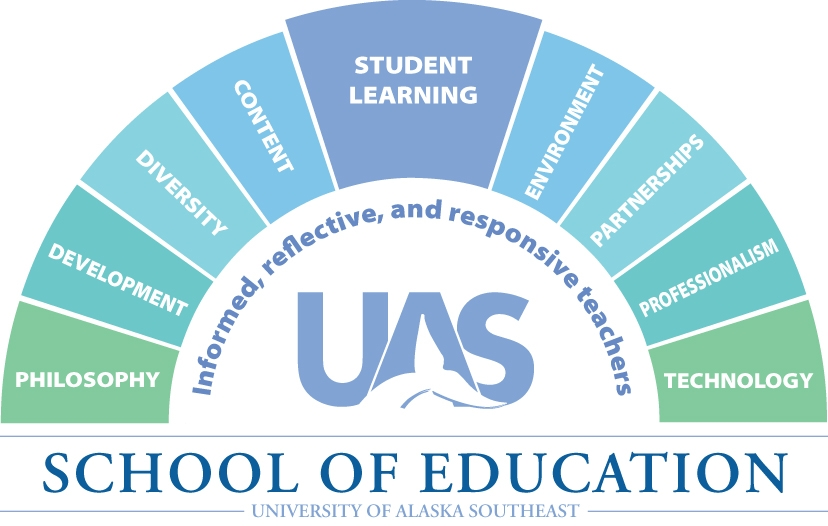 STUDENT
LEARNING
PHILOSOPHY
DEVELOPMENT
DIVERSITY
CONTENT
ENVIRONMENT
PARTNERSHIPS
PROFESSIONALISM
TECHNOLOGY
Informed, reflective, and responsive teachers
UAS
SCHOOL OF EDUCATION
UNIVERSITY OF ALASKA SOUTHEAST